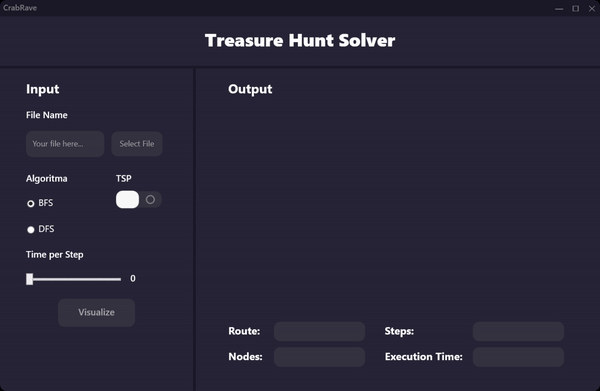 CrabRave
Treasure Hunt Solver
Input
File Name
Your file here...
Select File
Algoritma
TSP
BFS
DFS
Time per Step
0
Visualize
Output
Route:
Steps:
Nodes:
Execution Time: